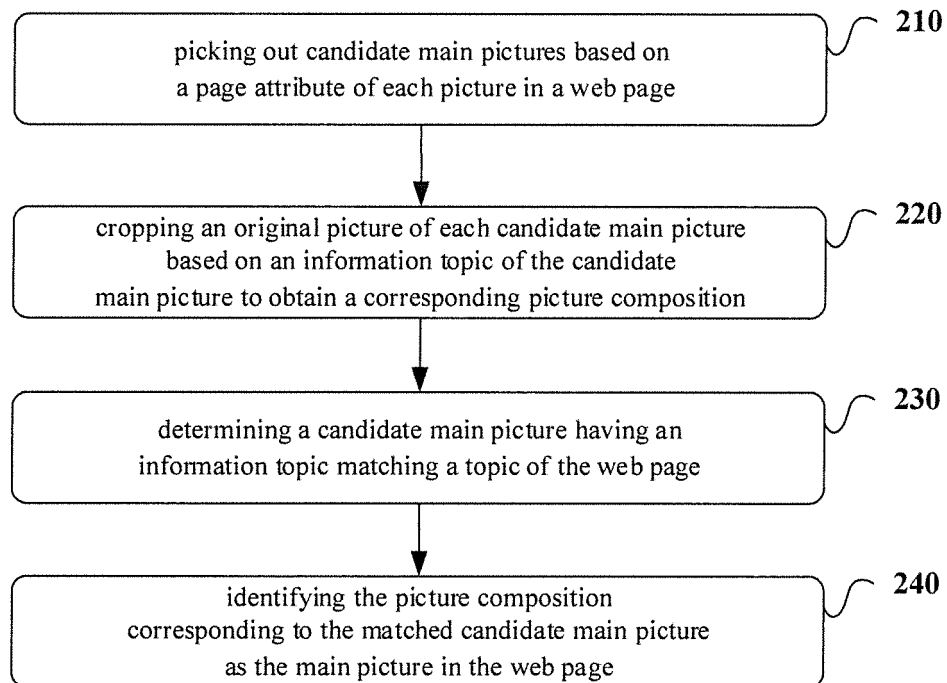 210
picking out candidate main pictures based on
a page attribute of each picture in a web page
220
cropping an original picture of each candidate main picture
based on an information topic of the candidate
main picture to obtain a corresponding picture composition
230
determining a candidate main picture having an
information topic matching a topic of the web page
240
identifying the picture composition
corresponding to the matched candidate main picture
as the main picture in the web page